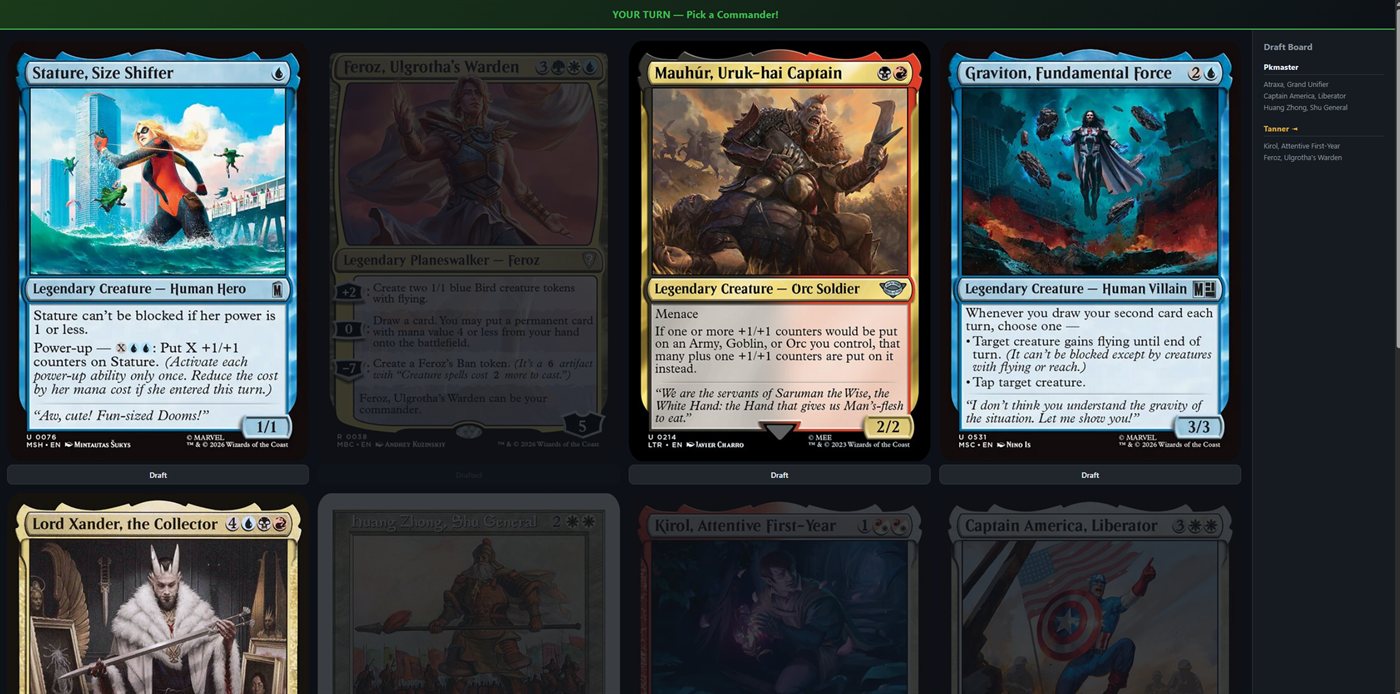 YOUR TURN — Pick a Commander!
Stature, Size Shifter
Legendary Creature — Human Hero
Stature can't be blocked if her power is
1 or less.
Power-up — X: Put X +1/+1
counters on Stature. (Activate each
power-up ability only once. Reduce the cost
by her mana cost if she entered this turn.)
"Aw, cute! Fun-sized Dooms!"
1/1
U 0076
MSH • EN Mintautas Šukys
© MARVEL
™ & © 2026 Wizards of the Coast
Draft
Feroz, Ulgrotha's Warden 3
Legendary Planeswalker — Feroz
+2: Create two 1/1 blue Bird creature tokens
with flying.
0: Draw a card. You may put a permanent card
with mana value 4 or less from your hand
onto the battlefield.
-7: Create a Feroz's Ban token. (It's a 6 artifact
with "Creature spells cost 2 more to cast.")
Feroz, Ulgrotha's Warden can be your
commander.
5
R 0038
MBC • EN Andrey Kuzinskiy
™ & © 2026 Wizards of the Coast
Drafted
Mauhúr, Uruk-hai Captain
Legendary Creature — Orc Soldier
Menace
If one or more +1/+1 counters would be put
on an Army, Goblin, or Orc you control, that
many plus one +1/+1 counters are put on it
instead.
"We are the servants of Saruman the Wise, the
White Hand: the Hand that gives us Man's-flesh
to eat."
2/2
U 0214
LTR • EN Javier Charro
© MEE
™ & © 2023 Wizards of the Coast
Draft
Graviton, Fundamental Force 2
Legendary Creature — Human Villain
Whenever you draw your second card each
turn, choose one —
• Target creature gains flying until end of
turn. (It can't be blocked except by creatures
with flying or reach.)
• Tap target creature.
"I don't think you understand the gravity of
the situation. Let me show you!"
3/3
U 0531
MSC • EN Nino Is
© MARVEL
™ & © 2026 Wizards of the Coast
Draft
Lord Xander, the Collector 4
Huang Zhong, Shu General 2
Kirol, Attentive First-Year 1
Captain America, Liberator 3
Draft Board
Pkmaster
Atraxa, Grand Unifier
Captain America, Liberator
Huang Zhong, Shu General
Tanner →
Kirol, Attentive First-Year
Feroz, Ulgrotha's Warden